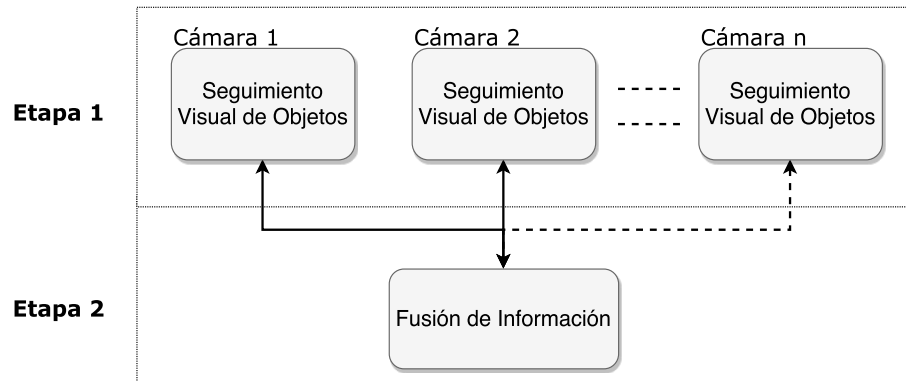 Cámara 1
Cámara 2
Cámara n
Etapa 1
Seguimiento
Visual de Objetos
Seguimiento
Visual de Objetos
Seguimiento
Visual de Objetos
Etapa 2
Fusión de Información